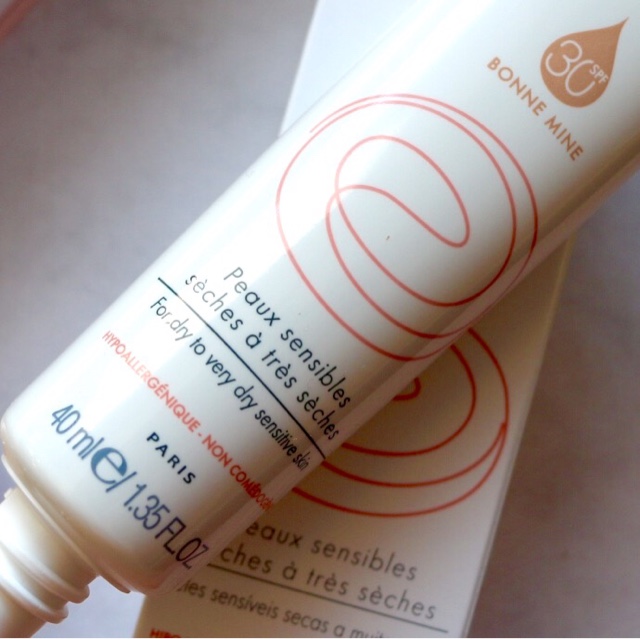 30 SPF
BONNE MINE
Peaux sensibles
sèches à très sèches
For dry to very dry sensitive skin
HYPOALLERGÉNIQUE - NON
PARIS
40 ml e / 1.35 FL.OZ
eaux sensibles
ches à très sèches
sensíveis secas a